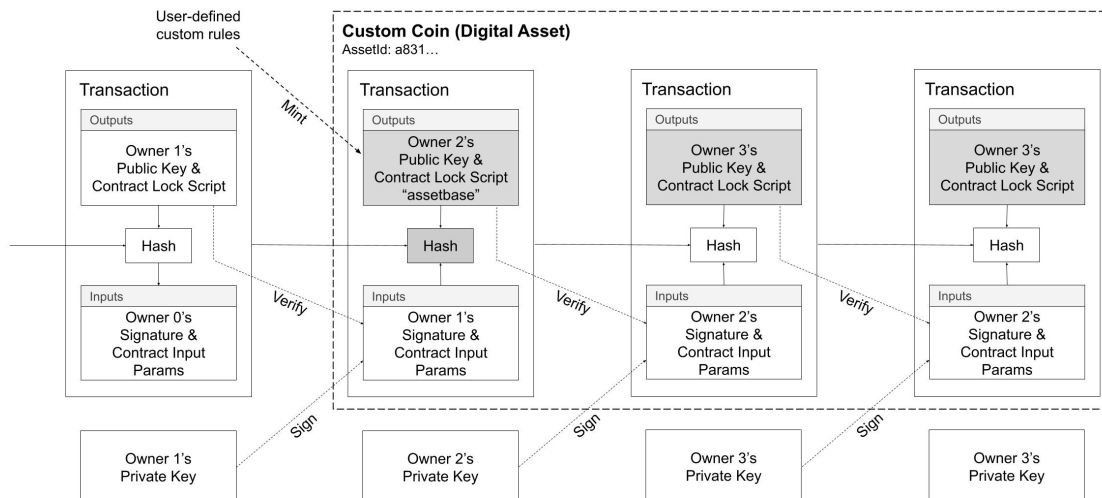 User-defined
custom rules
Custom Coin (Digital Asset)
AssetId: a831…
Mint
Transaction
Outputs
Owner 1’s
Public Key &
Contract Lock Script
Hash
Inputs
Owner 0’s
Signature &
Contract Input
Params
Verify
Sign
Owner 1’s
Private Key
Transaction
Outputs
Owner 2’s
Public Key &
Contract Lock Script
“assetbase”
Hash
Inputs
Owner 1’s
Signature &
Contract Input
Params
Verify
Sign
Owner 2’s
Private Key
Transaction
Outputs
Owner 3’s
Public Key &
Contract Lock Script
Hash
Inputs
Owner 2’s
Signature &
Contract Input
Params
Verify
Sign
Owner 3’s
Private Key
Transaction
Outputs
Owner 3’s
Public Key &
Contract Lock Script
Hash
Inputs
Owner 2’s
Signature &
Contract Input
Params
Owner 3’s
Private Key